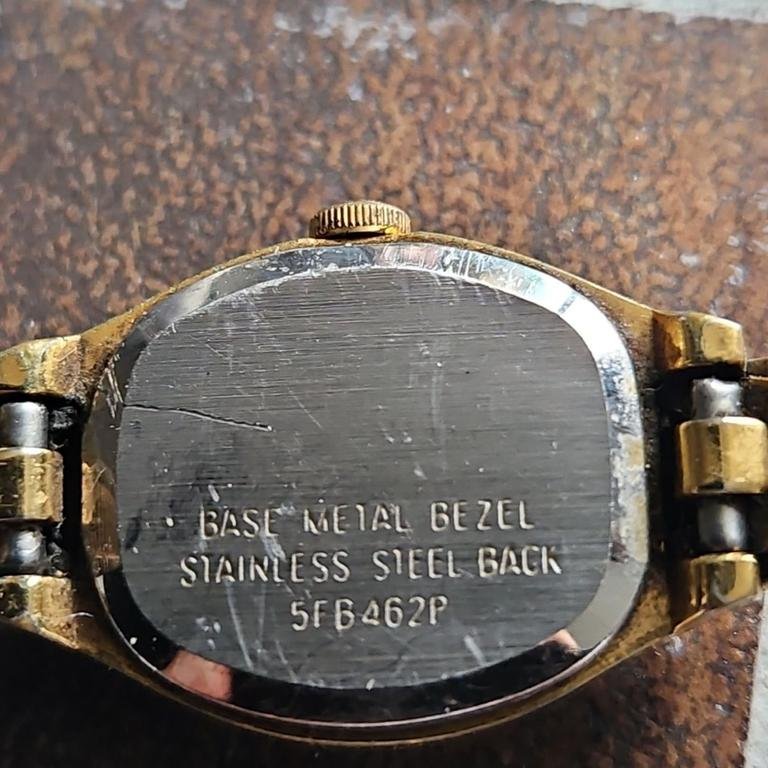 BASE METAL BEZEL
STAINLESS STEEL BACK
5FB462P